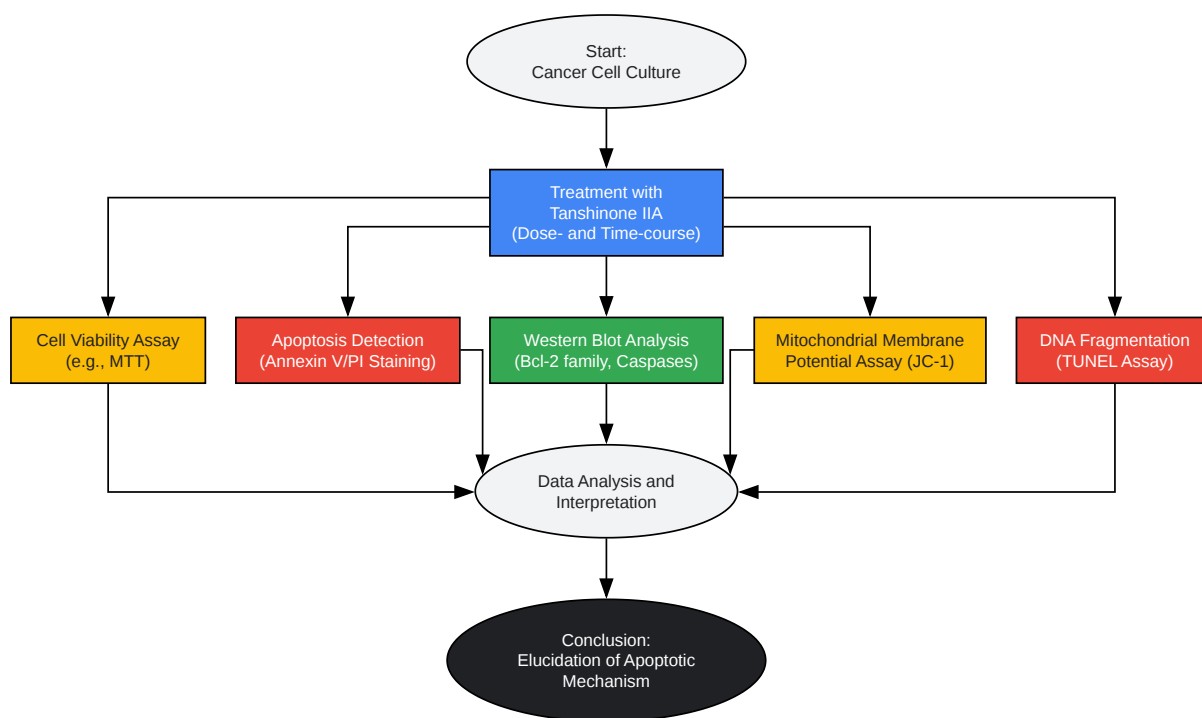 Start:
Cancer Cell Culture
Treatment with
Tanshinone IIA
(Dose- and Time-course)
Cell Viability Assay
(e.g., MTT)
Apoptosis Detection
(Annexin V/PI Staining)
Western Blot Analysis
(Bcl-2 family, Caspases)
Mitochondrial Membrane
Potential Assay (JC-1)
DNA Fragmentation
(TUNEL Assay)
Data Analysis and
Interpretation
Conclusion:
Elucidation of Apoptotic
Mechanism